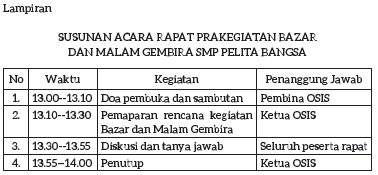 Lampiran
SUSUNAN ACARA RAPAT PRAKEGIATAN BAZAR
DAN MALAM GEMBIRA SMP PELITA BANGSA
No Waktu Kegiatan Penanggung Jawab
1. 13.00--13.10 Doa pembuka dan sambutan Pembina OSIS
2. 13.10--13.30 Pemaparan rencana kegiatan Ketua OSIS
Bazar dan Malam Gembira
3. 13.30--13.55 Diskusi dan tanya jawab Seluruh peserta rapat
4. 13.55–14.00 Penutup Ketua OSIS